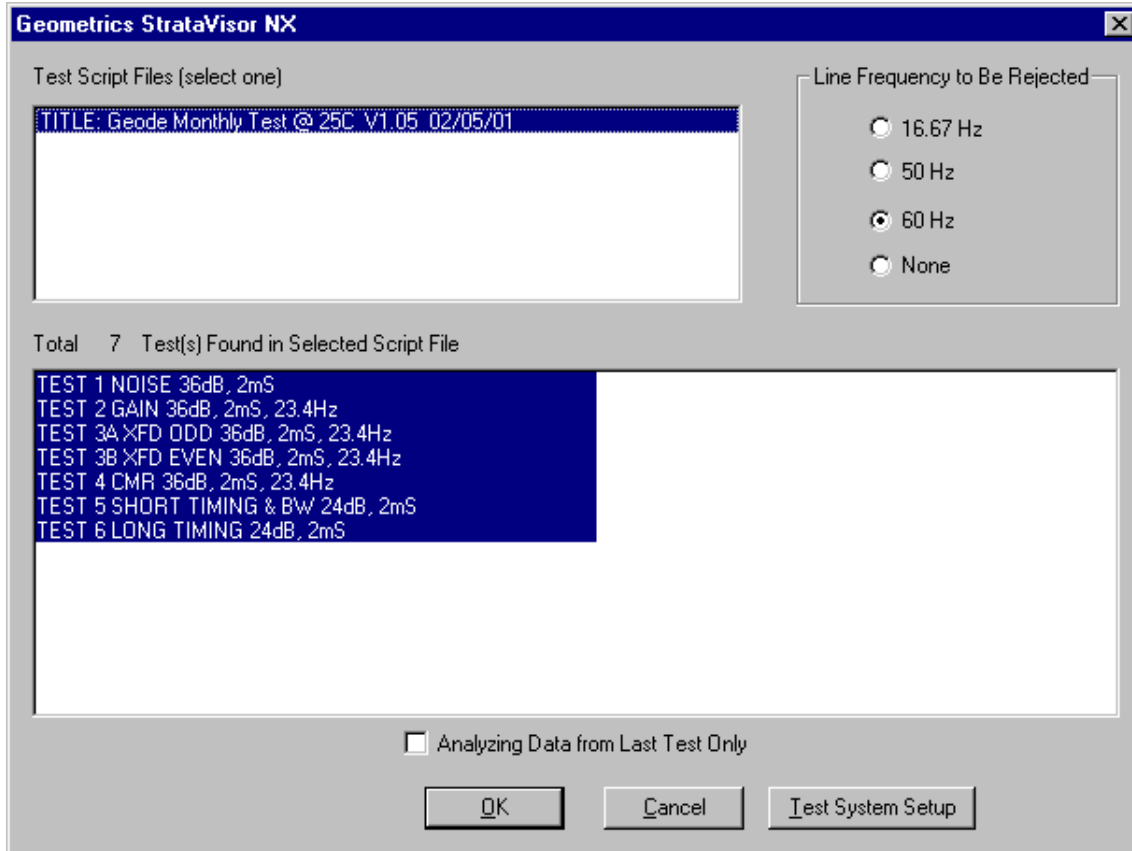 Geometrics StrataVisor NX
Test Script Files (select one)
TITLE: Geode Monthly Test @ 25C V1.05 02/05/01
Line Frequency to Be Rejected
16.67 Hz
50 Hz
60 Hz
None
Total 7 Test(s) Found in Selected Script File
TEST 1 NOISE 36dB, 2mS
TEST 2 GAIN 36dB, 2mS, 23.4Hz
TEST 3A XFD ODD 36dB, 2mS, 23.4Hz
TEST 3B XFD EVEN 36dB, 2mS, 23.4Hz
TEST 4 CMR 36dB, 2mS, 23.4Hz
TEST 5 SHORT TIMING & BW 24dB, 2mS
TEST 6 LONG TIMING 24dB, 2mS
Analyzing Data from Last Test Only
OK
Cancel
Test System Setup